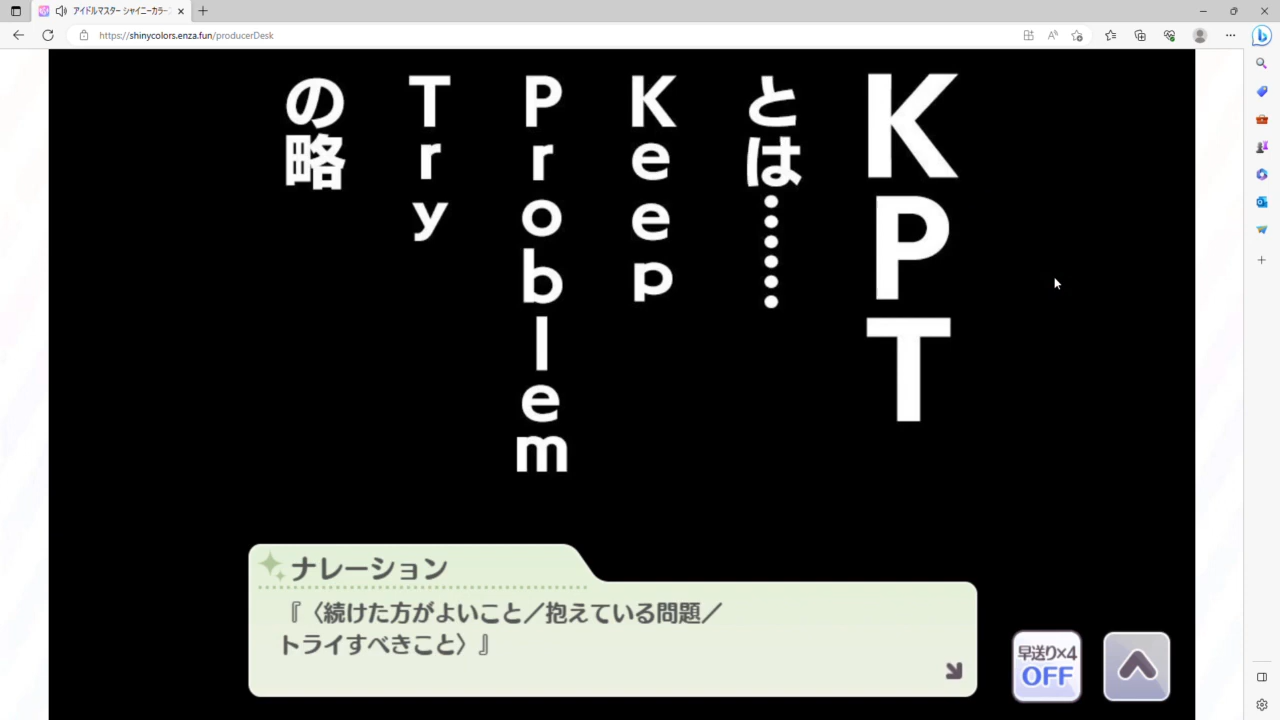 アイドルマスター シャイニーカラー
https://shinycolors.enza.fun/producerDesk
KPT
とは……
Keep
Problem
Try
の略
ナレーション
『〈続けた方がよいこと／抱えている問題／
トライすべきこと〉』
早送り×4
OFF